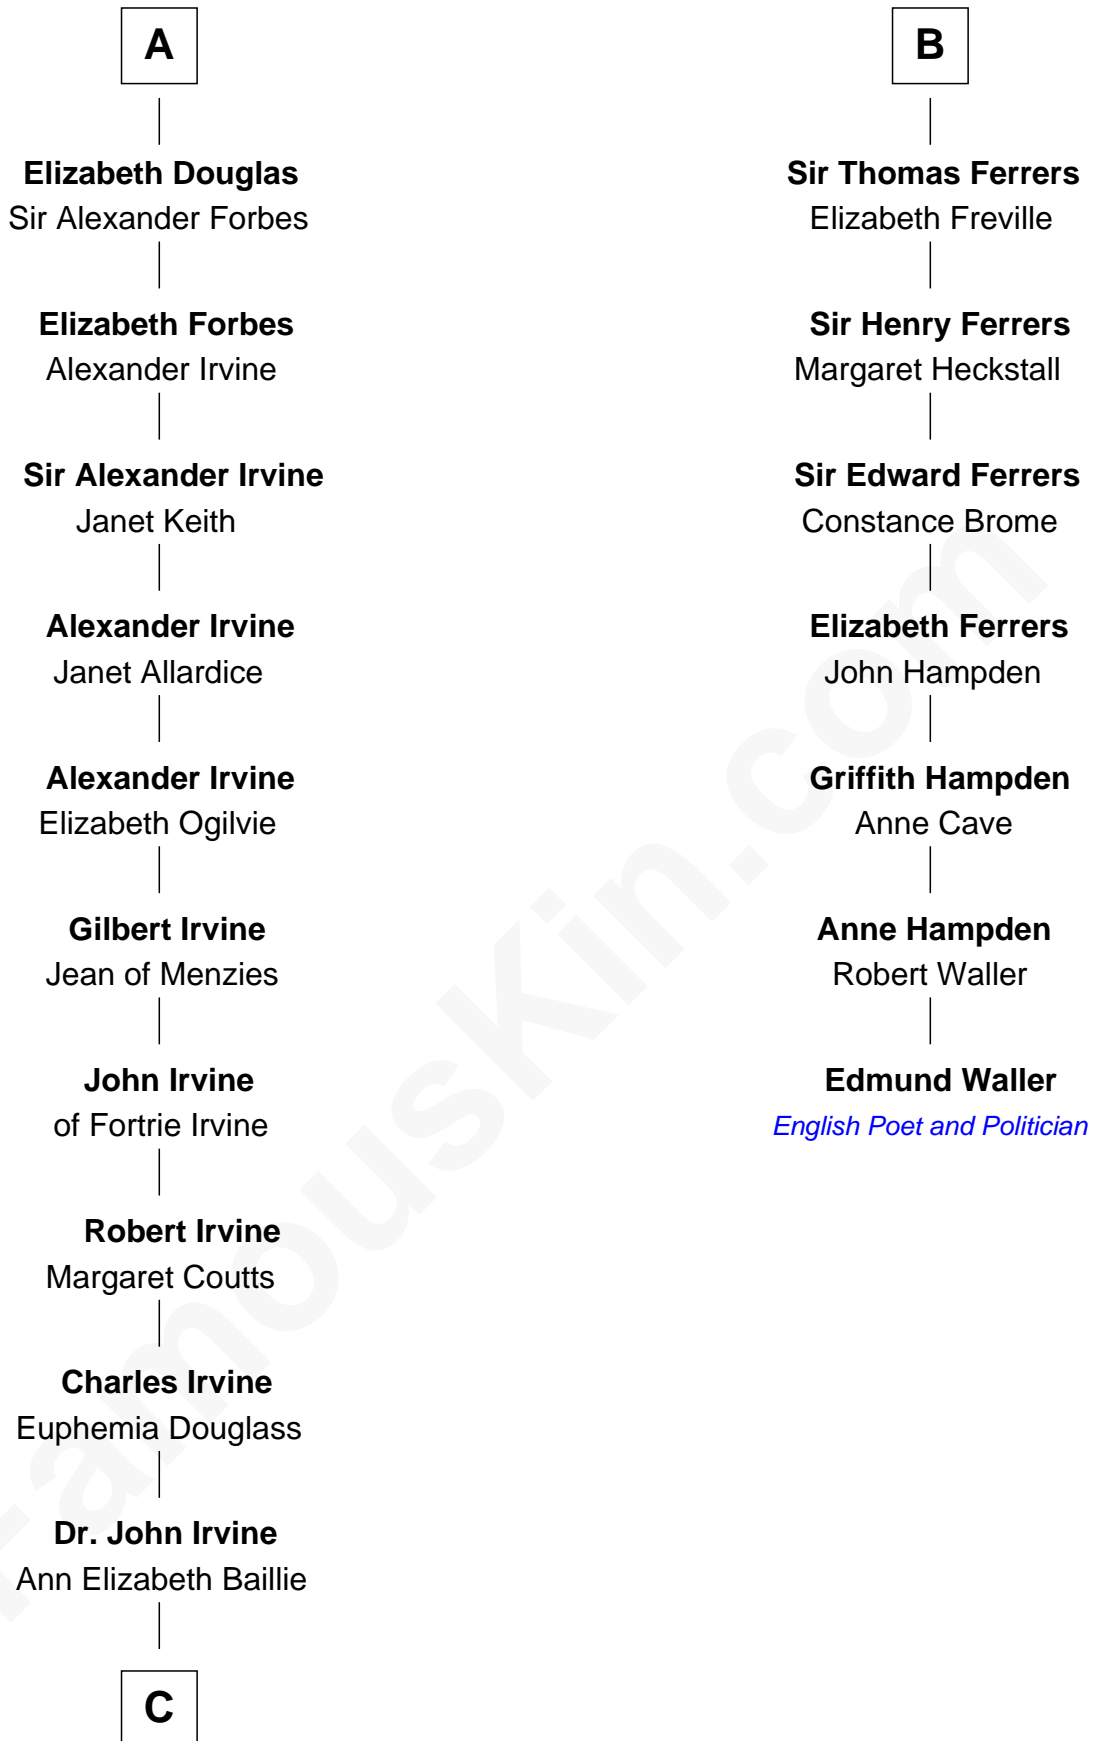 A
Elizabeth Douglas
Sir Alexander Forbes
Elizabeth Forbes
Alexander Irvine
Sir Alexander Irvine
Janet Keith
Alexander Irvine
Janet Allardice
Alexander Irvine
Elizabeth Ogilvie
Gilbert Irvine
Jean of Menzies
John Irvine
of Fortrie Irvine
Robert Irvine
Margaret Coutts
Charles Irvine
Euphemia Douglass
Dr. John Irvine
Ann Elizabeth Baillie
C
B
Sir Thomas Ferrers
Elizabeth Freville
Sir Henry Ferrers
Margaret Heckstall
Sir Edward Ferrers
Constance Brome
Elizabeth Ferrers
John Hampden
Griffith Hampden
Anne Cave
Anne Hampden
Robert Waller
Edmund Waller
English Poet and Politician
FamousKin.com